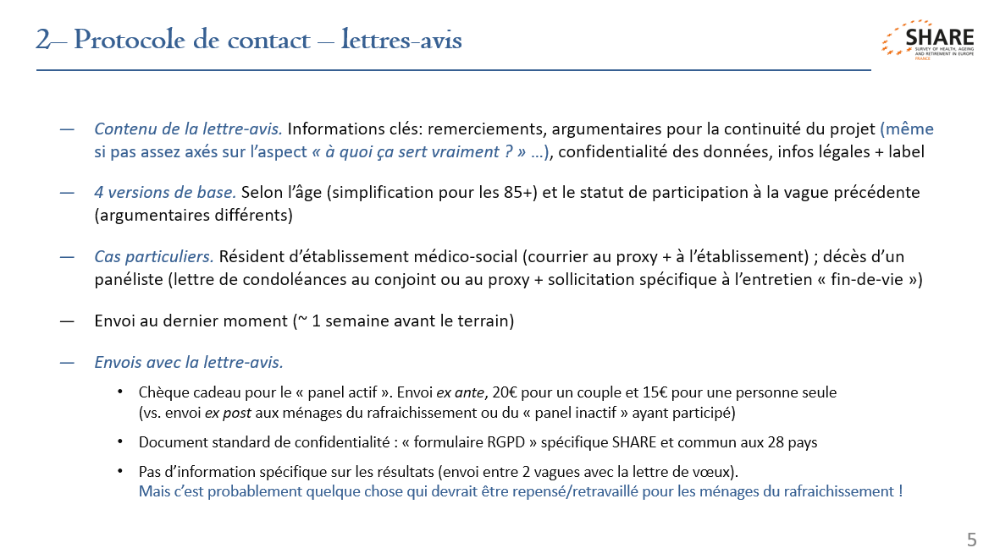 2– Protocole de contact – lettres-avis
SHARE
SURVEY OF HEALTH, AGEING
AND RETIREMENT IN EUROPE
FRANCE
— Contenu de la lettre-avis. Informations clés: remerciements, argumentaires pour la continuité du projet (même
si pas assez axés sur l’aspect « à quoi ça sert vraiment ? » …), confidentialité des données, infos légales + label
— 4 versions de base. Selon l’âge (simplification pour les 85+) et le statut de participation à la vague précédente
(argumentaires différents)
— Cas particuliers. Résident d’établissement médico-social (courrier au proxy + à l’établissement) ; décès d’un
panéliste (lettre de condoléances au conjoint ou au proxy + sollicitation spécifique à l’entretien « fin-de-vie »)
— Envoi au dernier moment (~ 1 semaine avant le terrain)
— Envois avec la lettre-avis.
• Chèque cadeau pour le « panel actif ». Envoi ex ante, 20€ pour un couple et 15€ pour une personne seule
(vs. envoi ex post aux ménages du rafraichissement ou du « panel inactif » ayant participé)
• Document standard de confidentialité : « formulaire RGPD » spécifique SHARE et commun aux 28 pays
• Pas d’information spécifique sur les résultats (envoi entre 2 vagues avec la lettre de vœux).
Mais c’est probablement quelque chose qui devrait être repensé/retravaillé pour les ménages du rafraichissement !
5